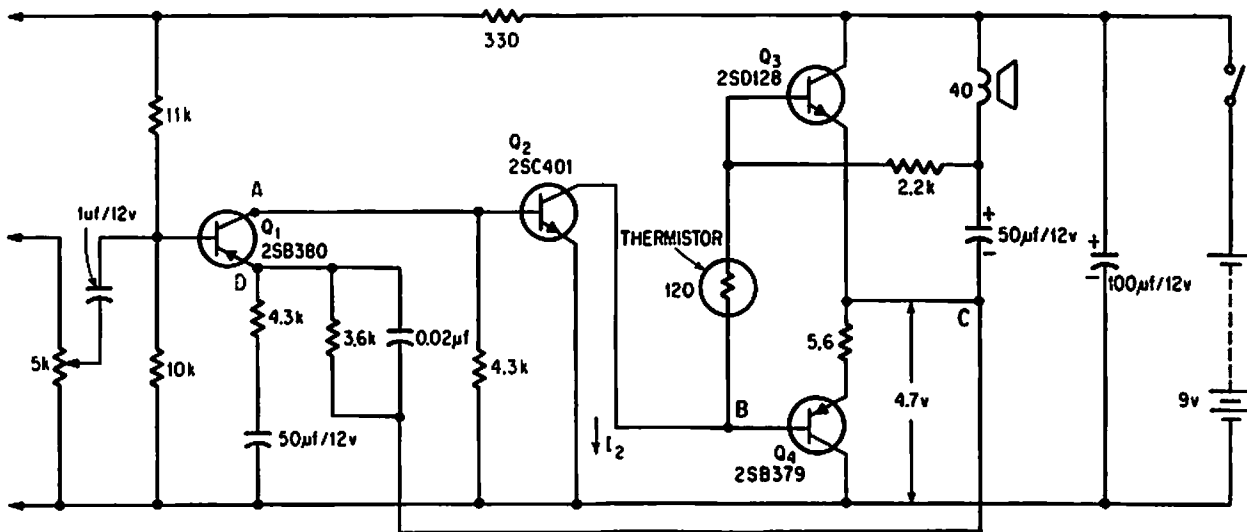 330
Q3
2SD128
40
11k
Q2
2SC401
2.2k
A
1uf/12v
Q1
2SB380
THERMISTOR
+
50µf/12v
-
+
100µf/12v
-
D
120
C
4.3k
3.6k
0.02µf
5.6
5k
10k
4.3k
4.7v
B
9v
50µf/12v
I2
Q4
2SB379